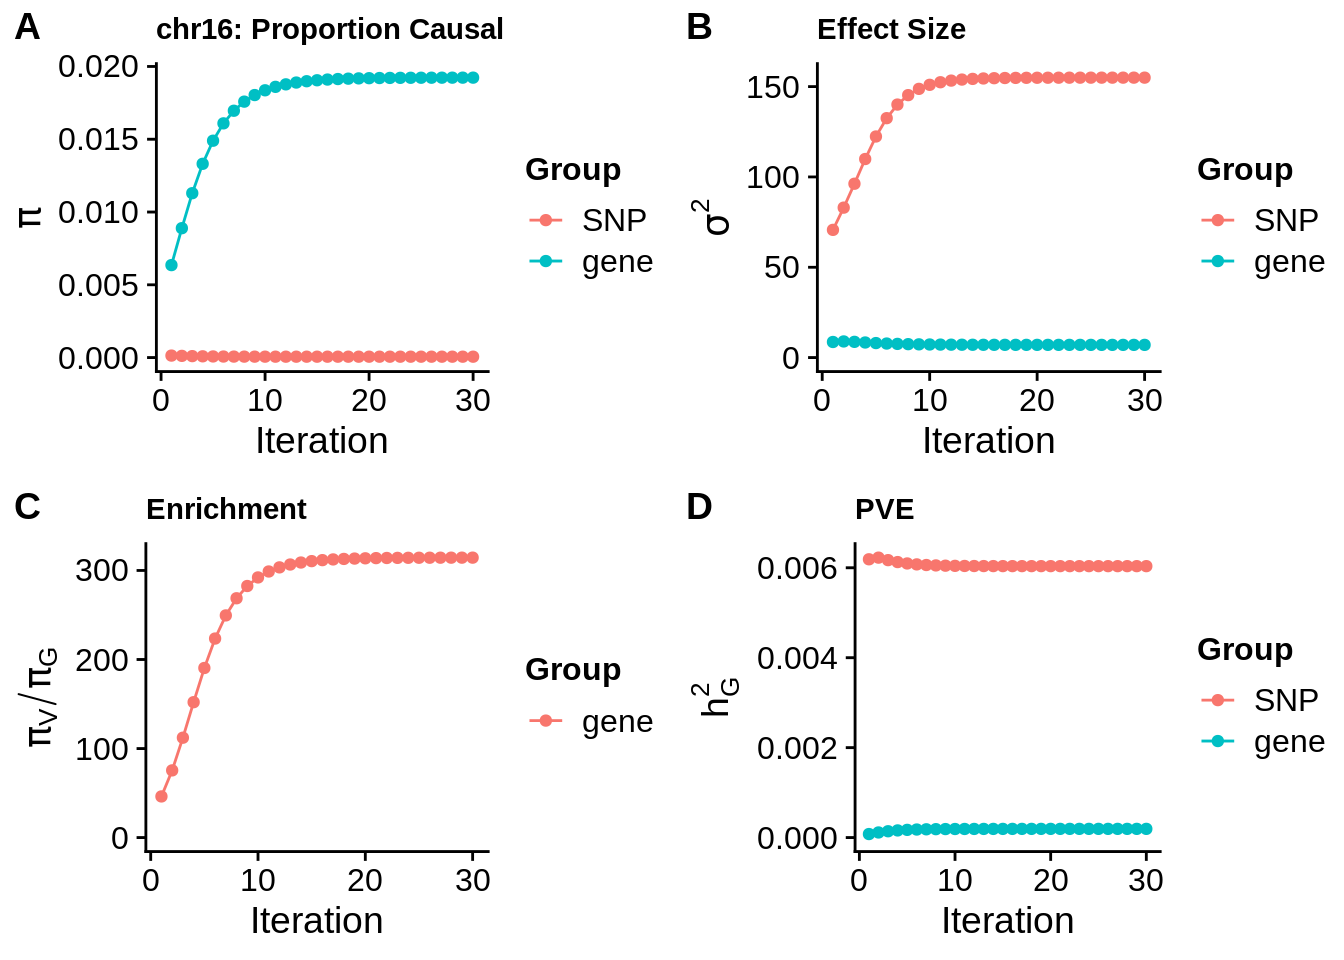 A
chr16: Proportion Causal
π
0.020
0.015
0.010
0.005
0.000
0 10 20 30
Iteration
Group
SNP
gene
B
Effect Size
σ²
150
100
50
0
0 10 20 30
Iteration
Group
SNP
gene
C
Enrichment
π_V/π_G
300
200
100
0
0 10 20 30
Iteration
Group
gene
D
PVE
h²_G
0.006
0.004
0.002
0.000
0 10 20 30
Iteration
Group
SNP
gene